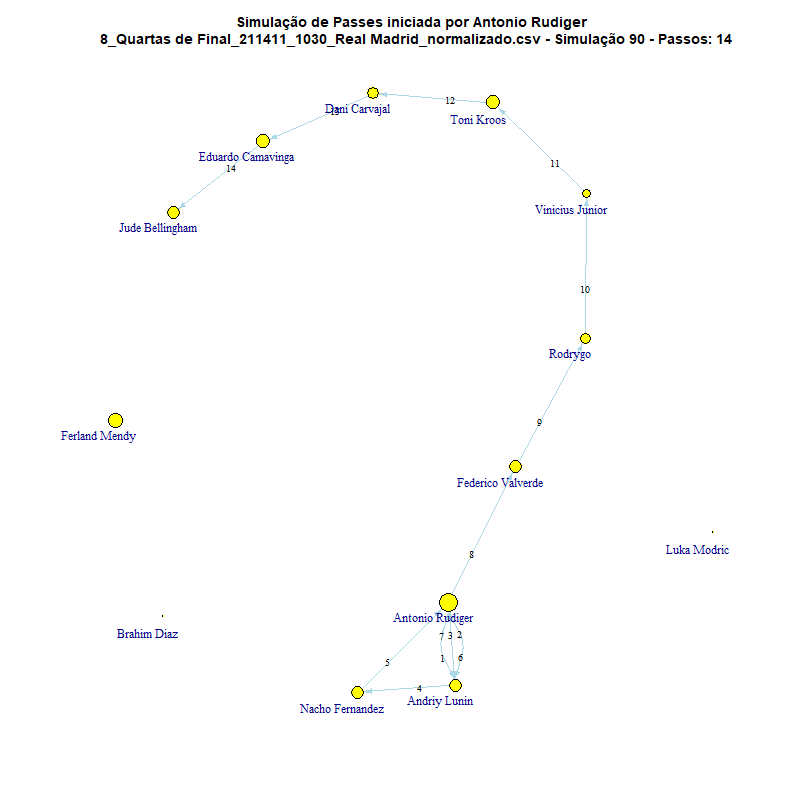 Simulação de Passes iniciada por Antonio Rudiger
8_Quartas de Final_211411_1030_Real Madrid_normalizado.csv - Simulação 90 - Passos: 14
12
Dani Carvajal
13
Toni Kroos
Eduardo Camavinga
14
11
Vinicius Junior
Jude Bellingham
10
Rodrygo
9
Ferland Mendy
Federico Valverde
Luka Modric
8
Antonio Rudiger
Brahim Diaz
7 3 2
1 6
5
4
Andriy Lunin
Nacho Fernandez